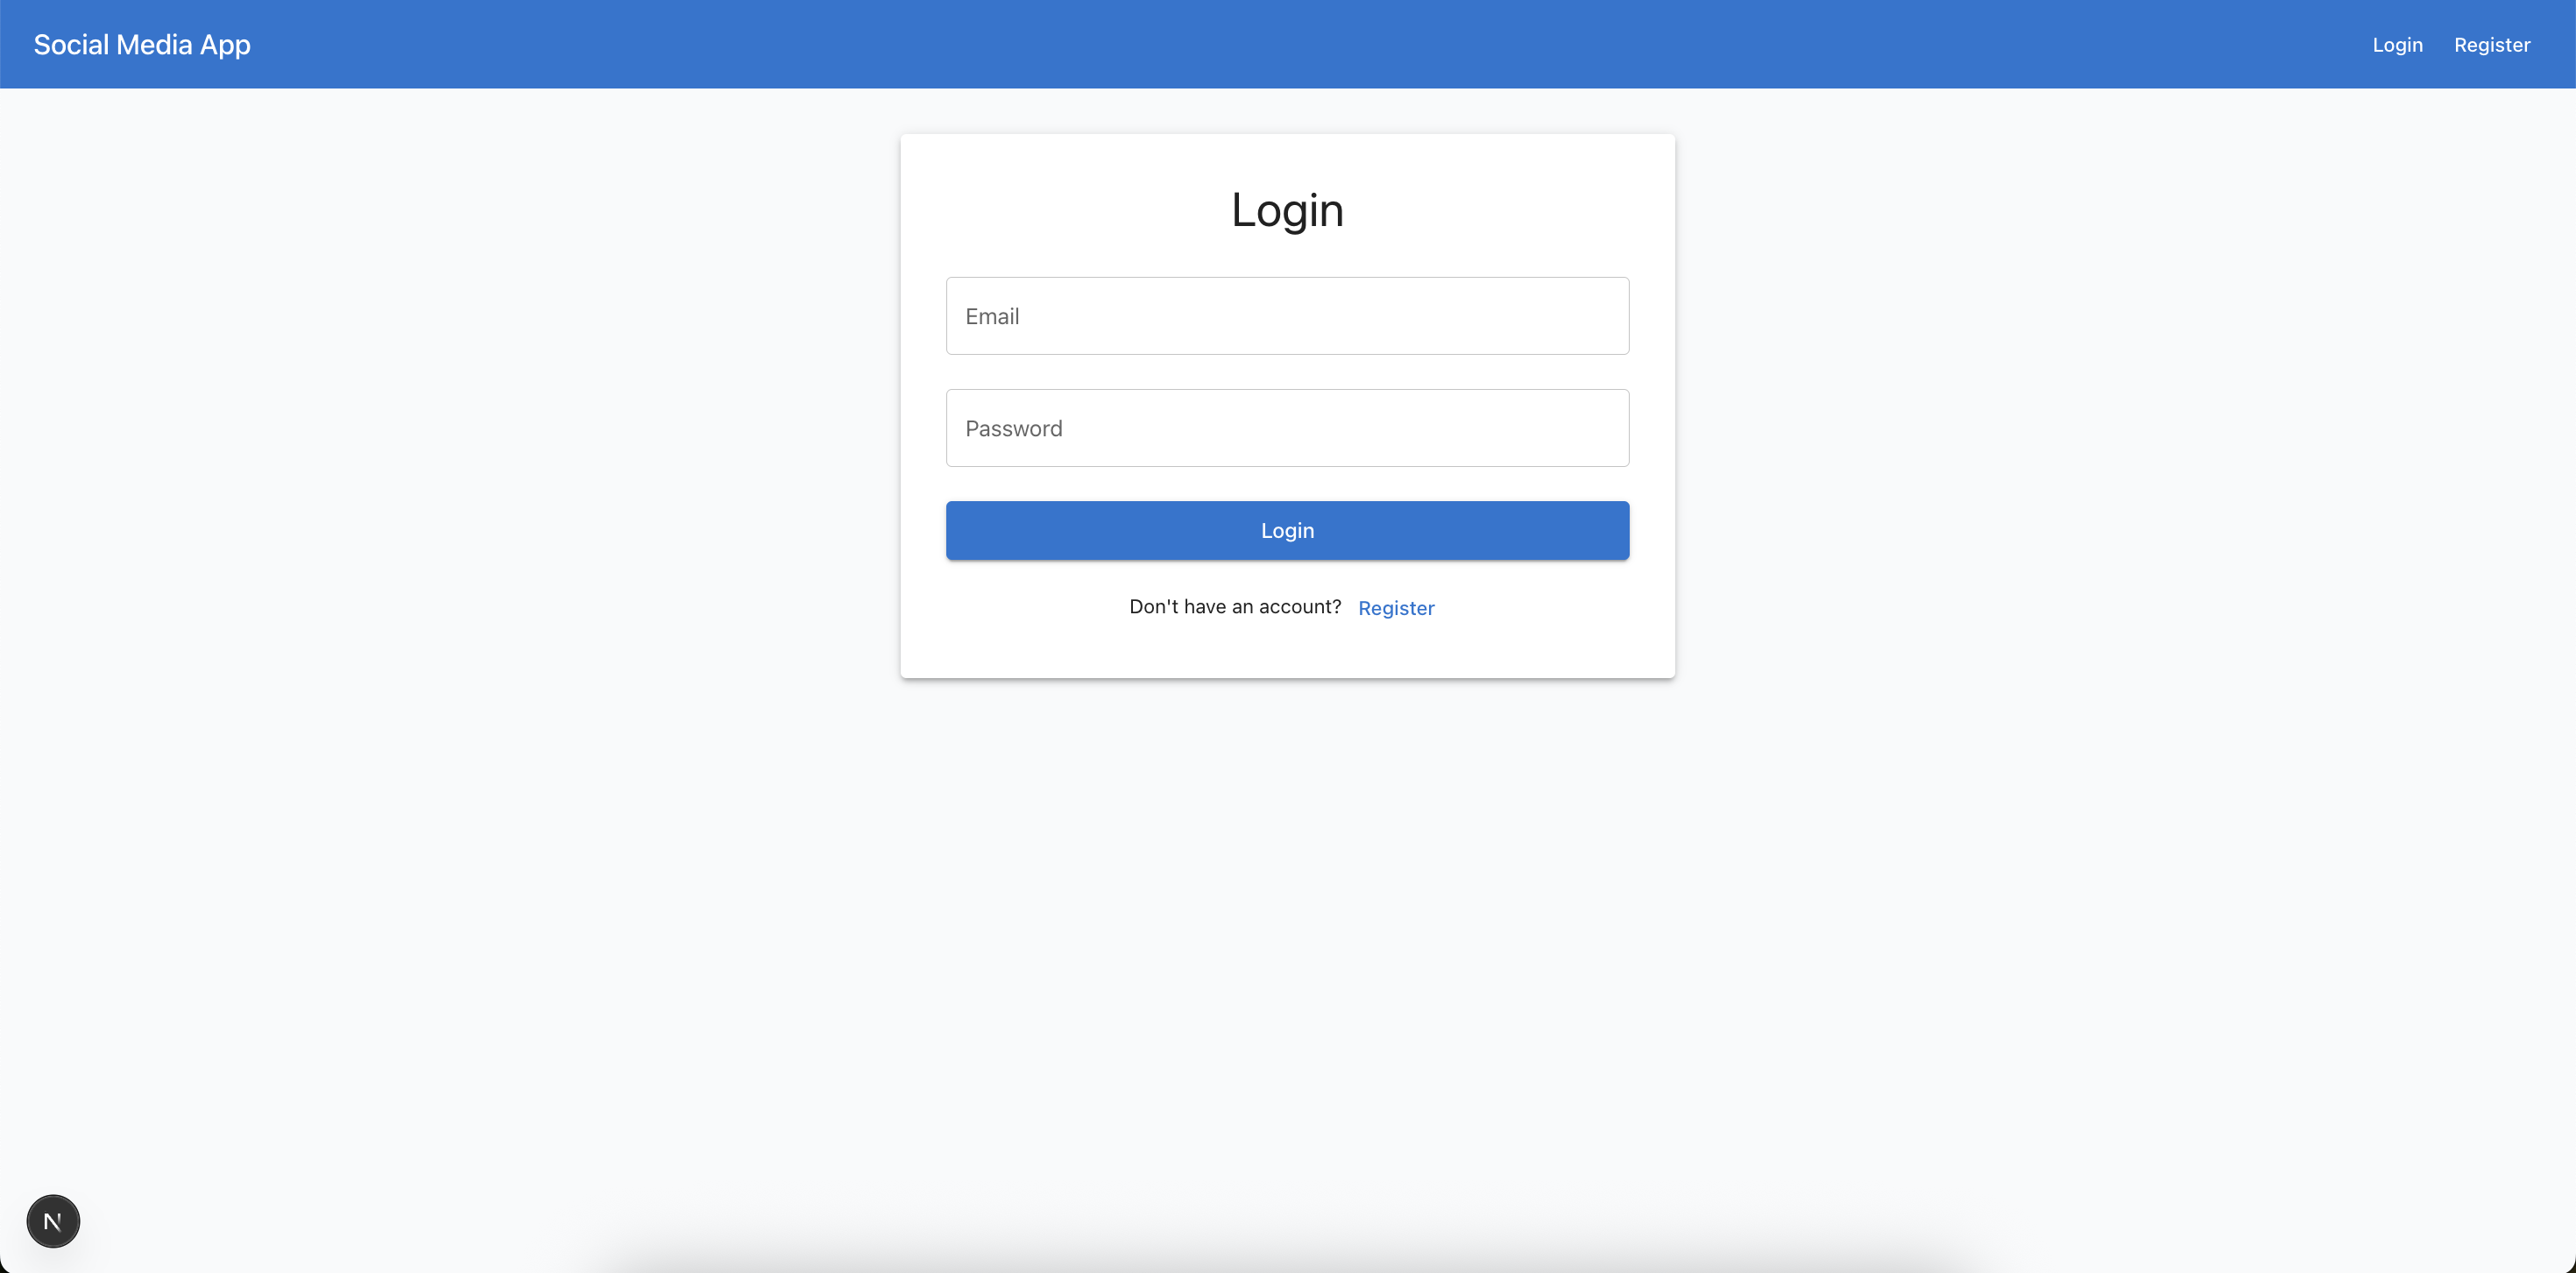 Social Media App
Login Register
Login
Email
Password
Login
Don't have an account? Register
N